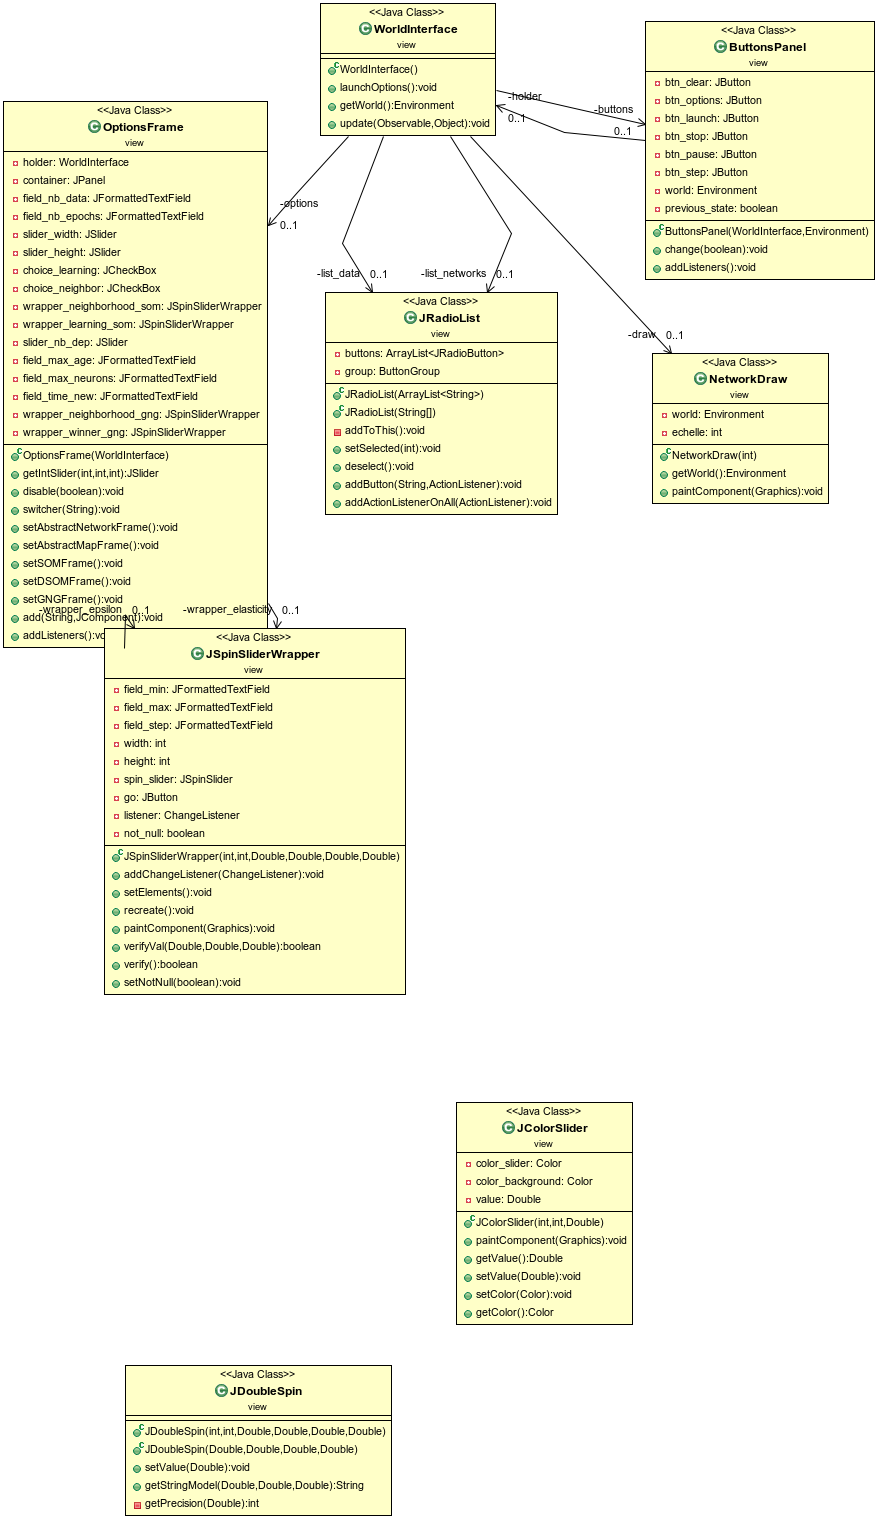 <<Java Class>>
WorldInterface
view
WorldInterface()
launchOptions():void
getWorld():Environment
update(Observable,Object):void
<<Java Class>>
ButtonsPanel
view
btn_clear: JButton
btn_options: JButton
btn_launch: JButton
btn_stop: JButton
btn_pause: JButton
btn_step: JButton
world: Environment
previous_state: boolean
ButtonsPanel(WorldInterface,Environment)
change(boolean):void
addListeners():void
-holder
0..1
-buttons
0..1
<<Java Class>>
OptionsFrame
view
holder: WorldInterface
container: JPanel
field_nb_data: JFormattedTextField
field_nb_epochs: JFormattedTextField
slider_width: JSlider
slider_height: JSlider
choice_learning: JCheckBox
choice_neighbor: JCheckBox
wrapper_neighborhood_som: JSpinSliderWrapper
wrapper_learning_som: JSpinSliderWrapper
slider_nb_dep: JSlider
field_max_age: JFormattedTextField
field_max_neurons: JFormattedTextField
field_time_new: JFormattedTextField
wrapper_neighborhood_gng: JSpinSliderWrapper
wrapper_winner_gng: JSpinSliderWrapper
OptionsFrame(WorldInterface)
getIntSlider(int,int,int):JSlider
disable(boolean):void
switcher(String):void
setAbstractNetworkFrame():void
setAbstractMapFrame():void
setSOMFrame():void
setDSOMFrame():void
setGNGFrame():void
add(String,JComponent):void
addListeners():vo
-options
0..1
-list_data
0..1
-list_networks
0..1
-draw
0..1
<<Java Class>>
JRadioList
view
buttons: ArrayList<JRadioButton>
group: ButtonGroup
JRadioList(ArrayList<String>)
JRadioList(String[])
addToThis():void
setSelected(int):void
deselect():void
addButton(String,ActionListener):void
addActionListenerOnAll(ActionListener):void
<<Java Class>>
NetworkDraw
view
world: Environment
echelle: int
NetworkDraw(int)
getWorld():Environment
paintComponent(Graphics):void
-wrapper_epsilon
0..1
-wrapper_elasticity
0..1
<<Java Class>>
JSpinSliderWrapper
view
field_min: JFormattedTextField
field_max: JFormattedTextField
field_step: JFormattedTextField
width: int
height: int
spin_slider: JSpinSlider
go: JButton
listener: ChangeListener
not_null: boolean
JSpinSliderWrapper(int,int,Double,Double,Double,Double)
addChangeListener(ChangeListener):void
setElements():void
recreate():void
paintComponent(Graphics):void
verifyVal(Double,Double,Double):boolean
verify():boolean
setNotNull(boolean):void
<<Java Class>>
JColorSlider
view
color_slider: Color
color_background: Color
value: Double
JColorSlider(int,int,Double)
paintComponent(Graphics):void
getValue():Double
setValue(Double):void
setColor(Color):void
getColor():Color
<<Java Class>>
JDoubleSpin
view
JDoubleSpin(int,int,Double,Double,Double,Double)
JDoubleSpin(Double,Double,Double,Double)
setValue(Double):void
getStringModel(Double,Double,Double):String
getPrecision(Double):int